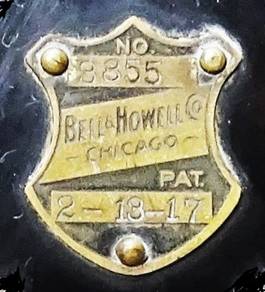 NO.
8855
BELL & HOWELL CO
- CHICAGO -
PAT.
2-13-17